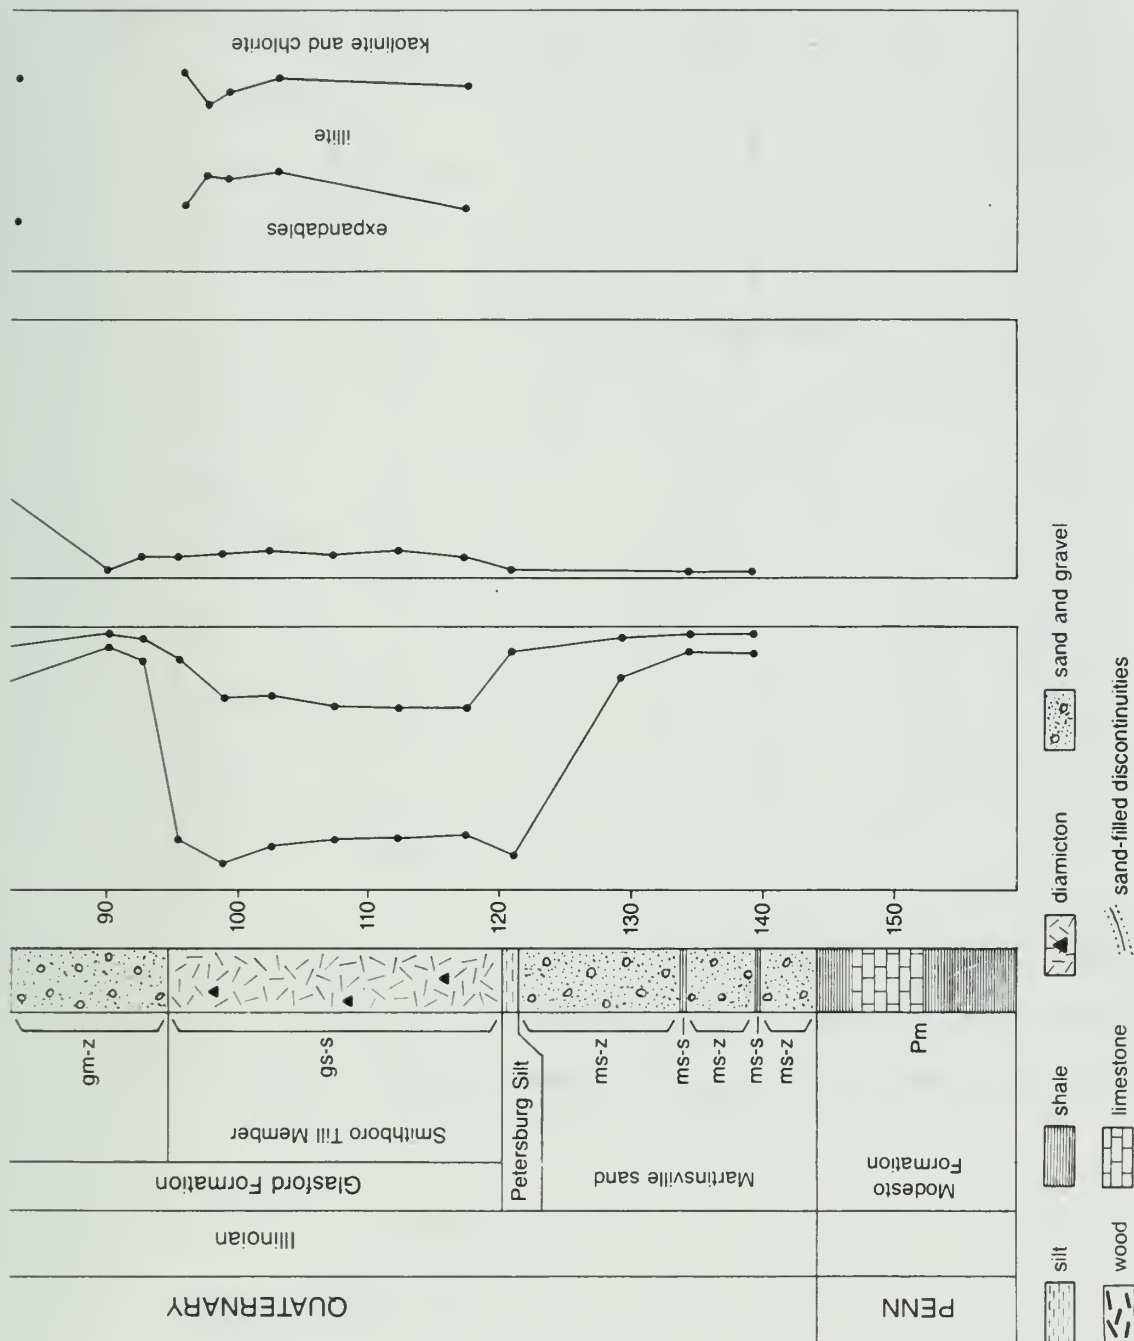 kaolinite and chlorite
illite
expandables
90
100
110
120
130
140
150
gm-z
gs-s
ms-z
ms-s
ms-z
ms-s
ms-z
Pm
Smithboro Till Member
Glasford Formation
Petersburg Silt
Martinsville sand
Modesto
Formation
Illinoian
QUATERNARY
PENN
silt
shale
diamicton
sand and gravel
wood
limestone
sand-filled discontinuities